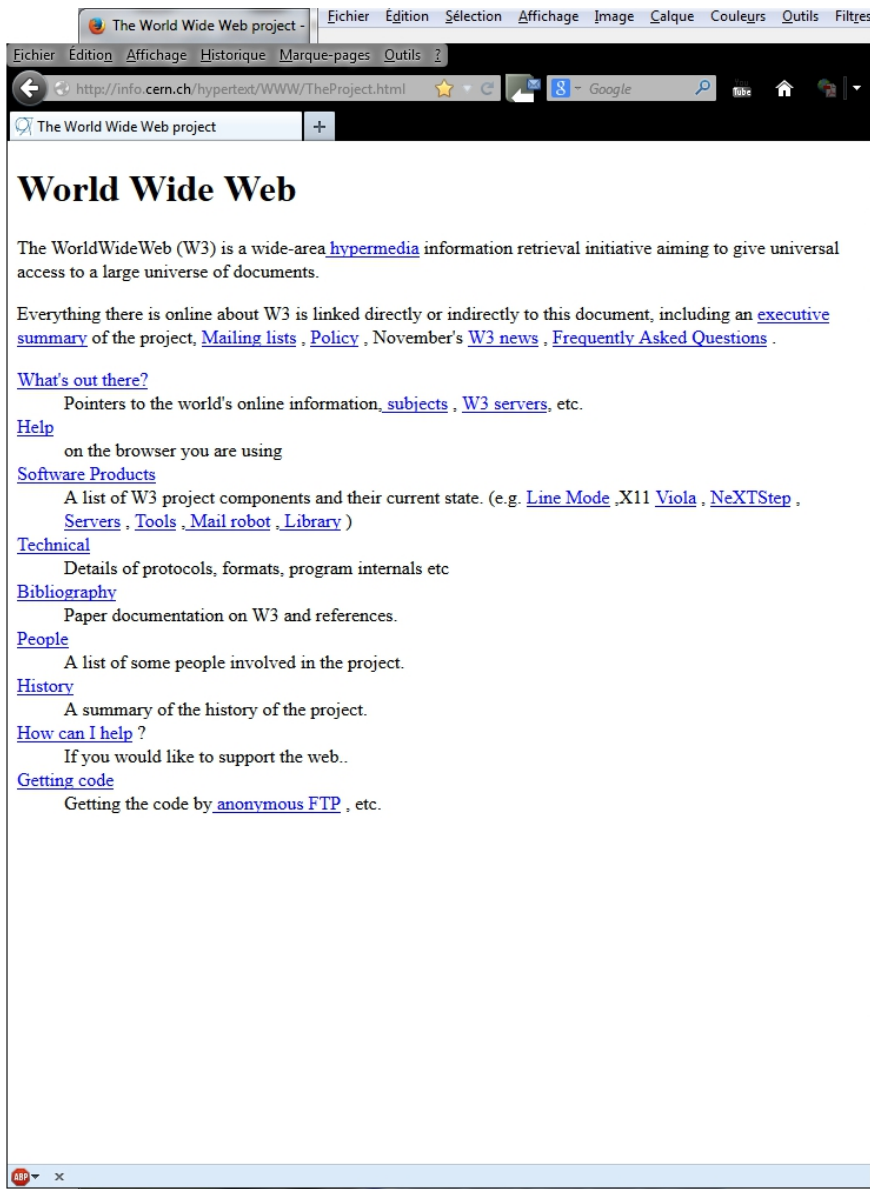 The World Wide Web project -
Fichier Édition Sélection Affichage Image Calque Couleurs Outils Filtres
Fichier Édition Affichage Historique Marque-pages Outils ?
http://info.cern.ch/hypertext/WWW/TheProject.html
8 Google
You Tube
The World Wide Web project
+
World Wide Web
The WorldWideWeb (W3) is a wide-area hypermedia information retrieval initiative aiming to give universal
access to a large universe of documents.
Everything there is online about W3 is linked directly or indirectly to this document, including an executive
summary of the project, Mailing lists , Policy , November's W3 news , Frequently Asked Questions .
What's out there?
Pointers to the world's online information, subjects , W3 servers, etc.
Help
on the browser you are using
Software Products
A list of W3 project components and their current state. (e.g. Line Mode ,X11 Viola , NeXTStep ,
Servers , Tools , Mail robot , Library )
Technical
Details of protocols, formats, program internals etc
Bibliography
Paper documentation on W3 and references.
People
A list of some people involved in the project.
History
A summary of the history of the project.
How can I help ?
If you would like to support the web..
Getting code
Getting the code by anonymous FTP , etc.
ABP x